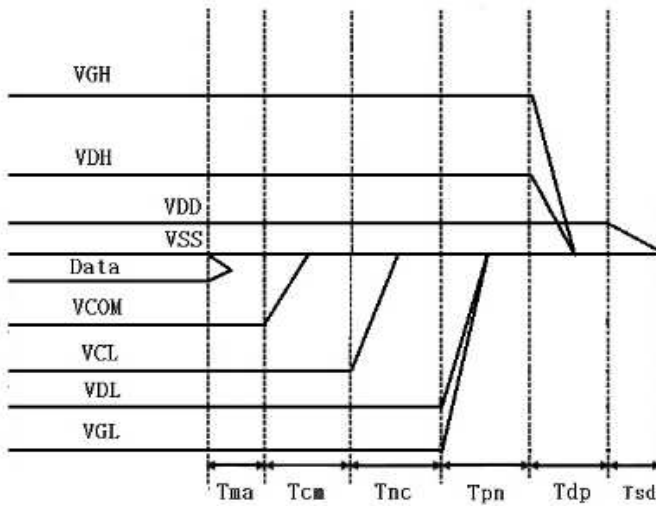 VGH
VDH
VDD
VSS
Data
VCOM
VCL
VDL
VGL
Tma Tcm Tnc Tpn Tdp Tsd